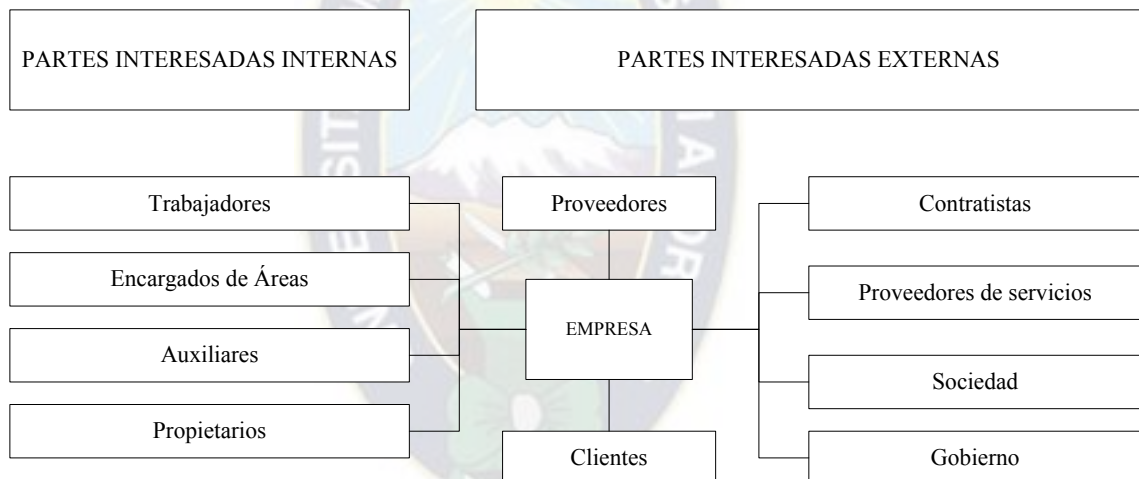 PARTES INTERESADAS INTERNAS
PARTES INTERESADAS EXTERNAS
Trabajadores
Encargados de Áreas
Auxiliares
Propietarios
Proveedores
EMPRESA
Clientes
Contratistas
Proveedores de servicios
Sociedad
Gobierno